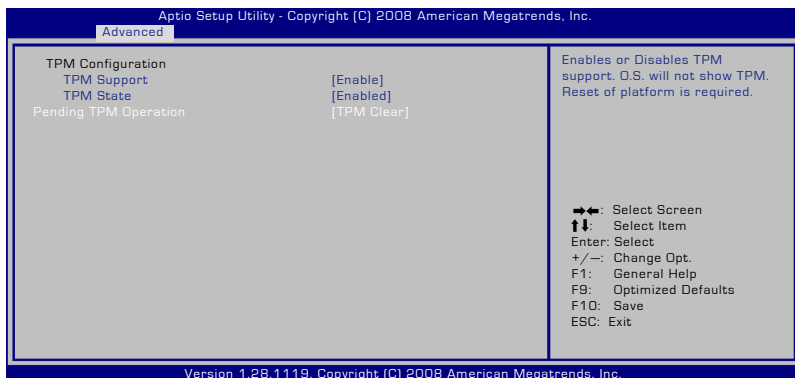 Aptio Setup Utility - Copyright (C) 2008 American Megatrends, Inc.
Advanced
TPM Configuration
TPM Support [Enable]
TPM State [Enabled]
Pending TPM Operation [TPM Clear]
Enables or Disables TPM
support. O.S. will not show TPM.
Reset of platform is required.
→←: Select Screen
↑↓: Select Item
Enter: Select
+/–: Change Opt.
F1: General Help
F9: Optimized Defaults
F10: Save
ESC: Exit
Version 1.28.1119. Copyright (C) 2008 American Megatrends, Inc.